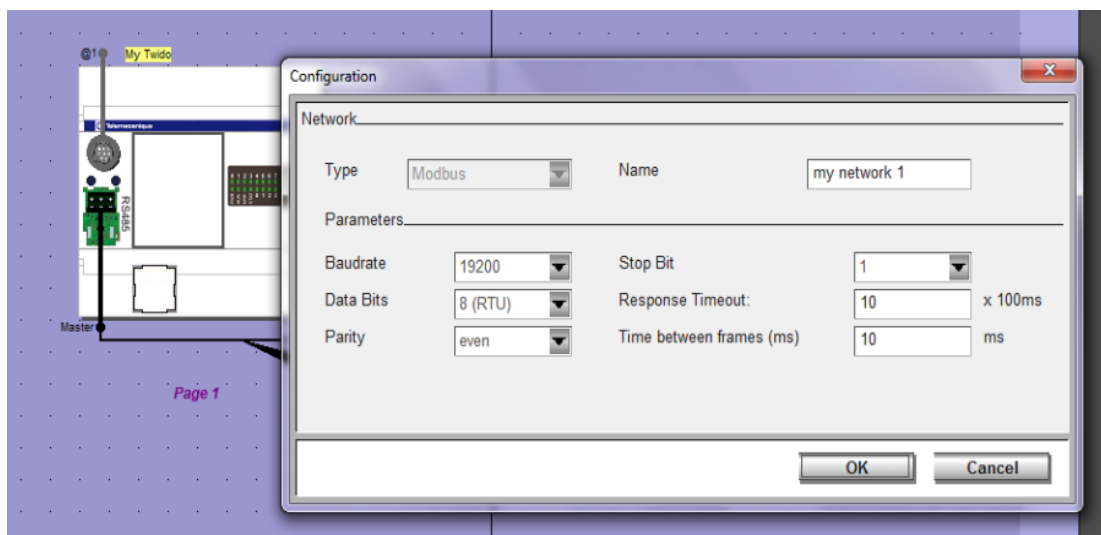 @1
My Twido
Telemecanique
RS485
Master
Page 1
Configuration
Network
Type
Modbus
Name
my network 1
Parameters
Baudrate
19200
Stop Bit
1
Data Bits
8 (RTU)
Response Timeout:
10
x 100ms
Parity
even
Time between frames (ms)
10
ms
OK
Cancel